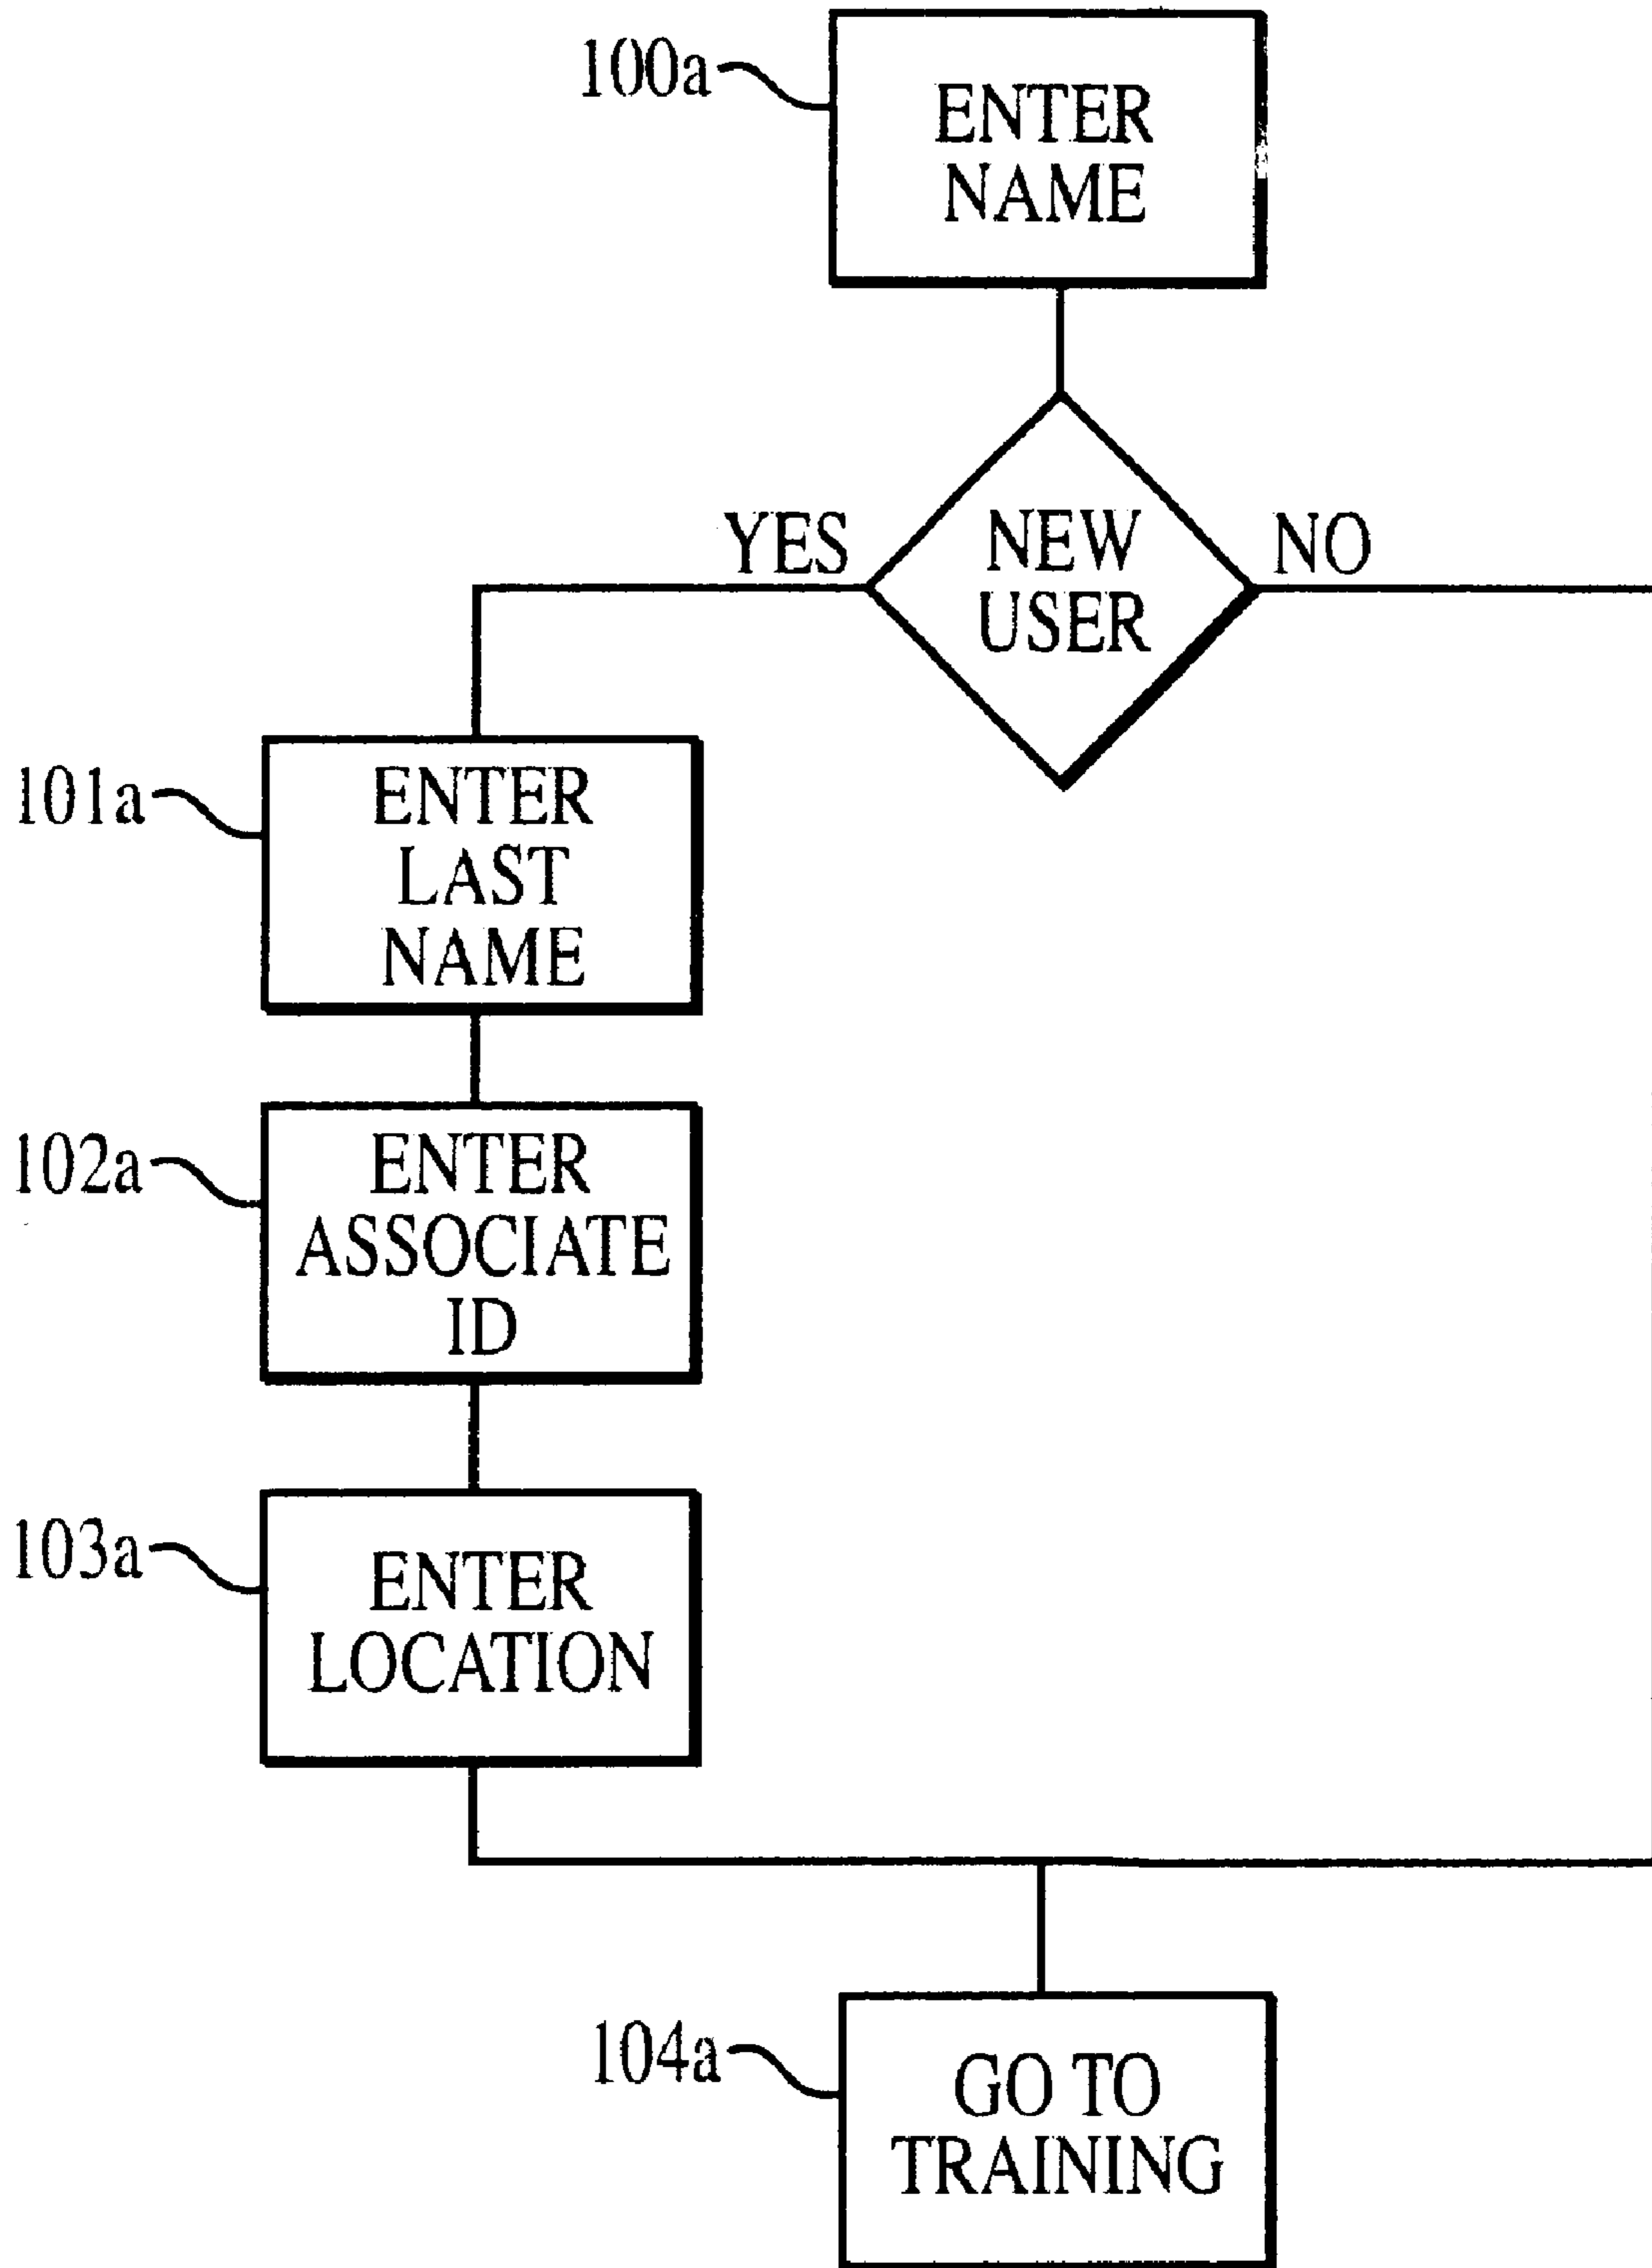 100a
ENTER
NAME
YES
NEW
USER
NO
101a
ENTER
LAST
NAME
102a
ENTER
ASSOCIATE
ID
103a
ENTER
LOCATION
104a
GO TO
TRAINING